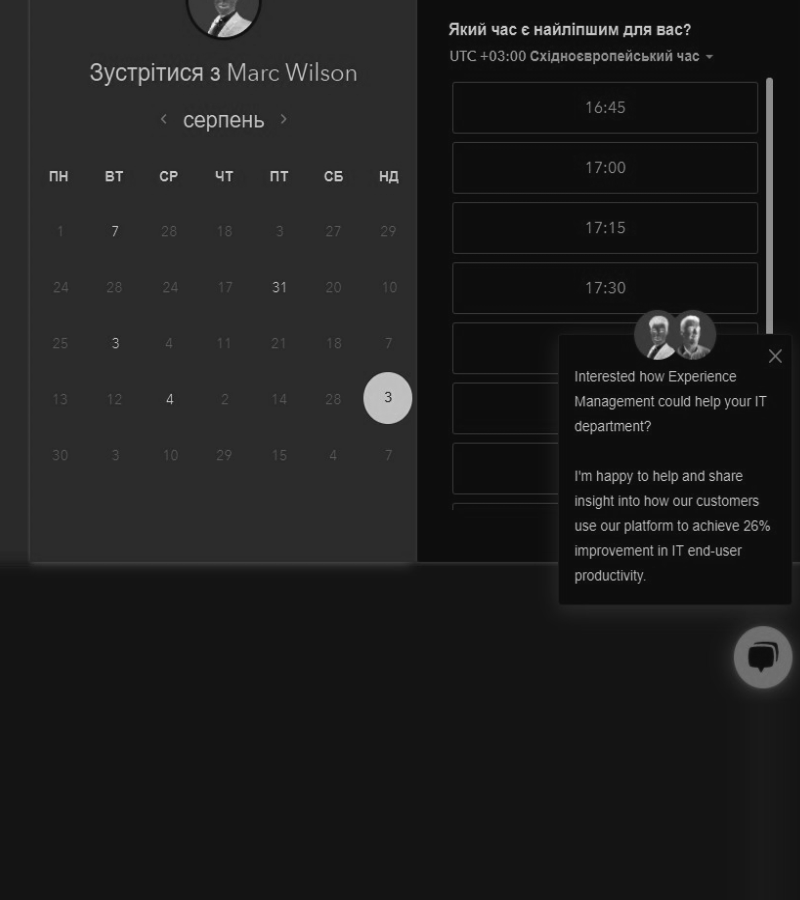 Зустрітися з Marc Wilson
серпень
ПН ВТ СР ЧТ ПТ СБ НД
1 7 28 18 3 27 29
24 28 24 17 31 20 10
25 3 4 11 21 18 7
13 12 4 2 14 28 3
30 3 10 29 15 4 7
Який час є найліпшим для вас?
UTC +03:00 Східноєвропейський час
16:45
17:00
17:15
17:30
Interested how Experience
Management could help your IT
department?
I'm happy to help and share
insight into how our customers
use our platform to achieve 26%
improvement in IT end-user
productivity.